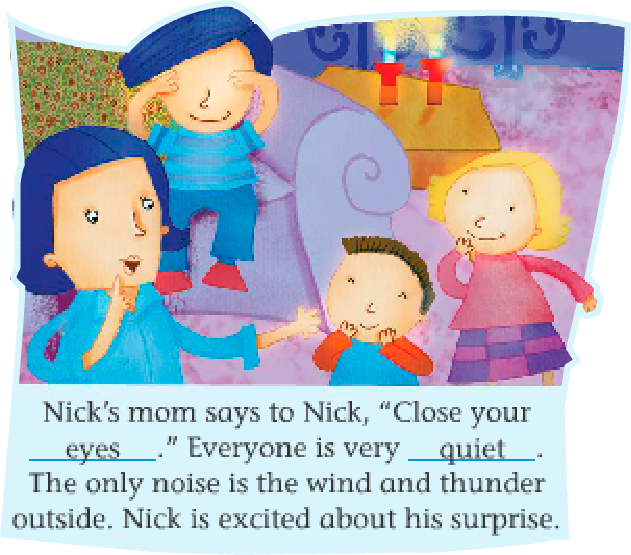 Nick's mom says to Nick, “Close your
eyes.” Everyone is very quiet.
The only noise is the wind and thunder
outside. Nick is excited about his surprise.